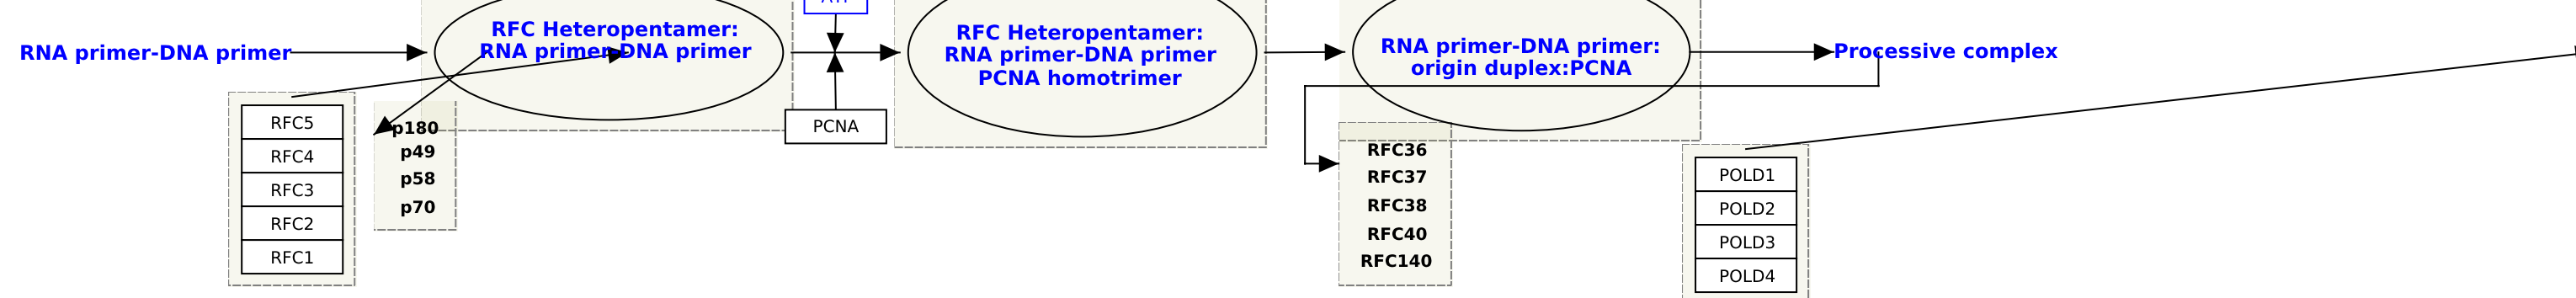 RNA primer-DNA primer
RFC Heteropentamer:
RNA primer-DNA primer
RFC Heteropentamer:
RNA primer-DNA primer
PCNA homotrimer
RNA primer-DNA primer:
origin duplex:PCNA
Processive complex
PCNA
RFC5
RFC4
RFC3
RFC2
RFC1
p180
p49
p58
p70
RFC36
RFC37
RFC38
RFC40
RFC140
POLD1
POLD2
POLD3
POLD4